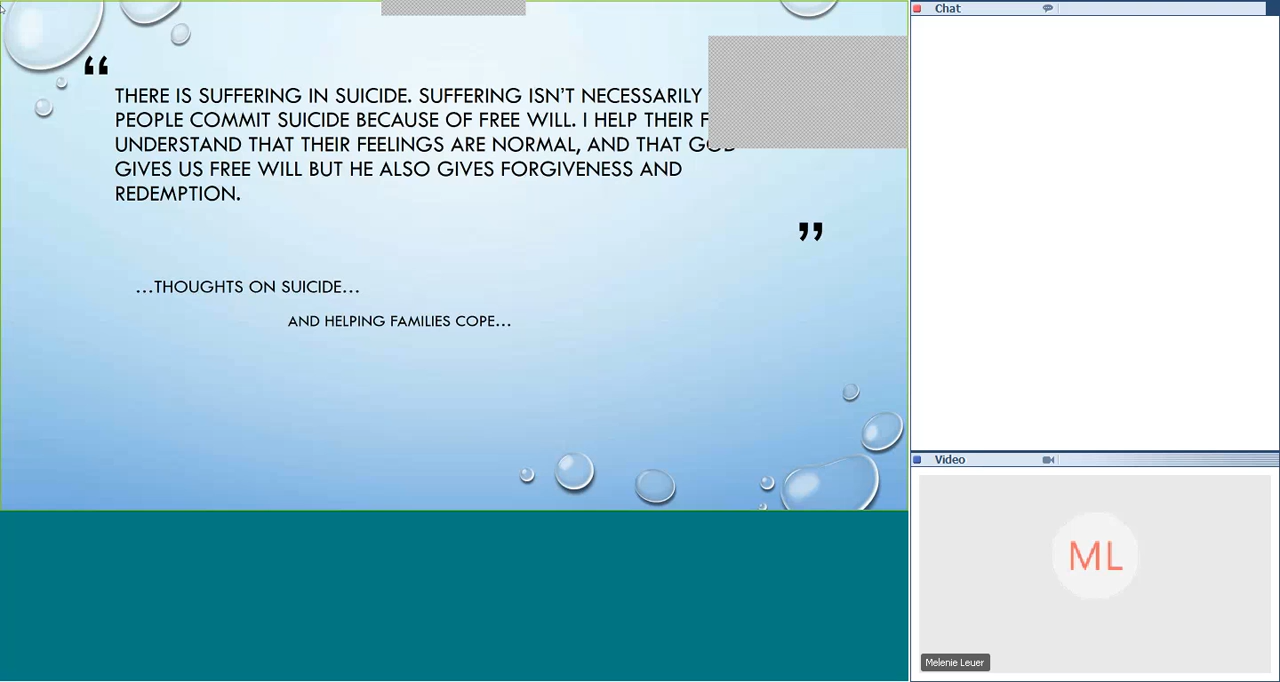 “
THERE IS SUFFERING IN SUICIDE. SUFFERING ISN’T NECESSARILY
PEOPLE COMMIT SUICIDE BECAUSE OF FREE WILL. I HELP THEIR
UNDERSTAND THAT THEIR FEELINGS ARE NORMAL, AND THAT GOD
GIVES US FREE WILL BUT HE ALSO GIVES FORGIVENESS AND
REDEMPTION.
”
…THOUGHTS ON SUICIDE…
AND HELPING FAMILIES COPE…
Chat
Video
ML
Melenie Leuer